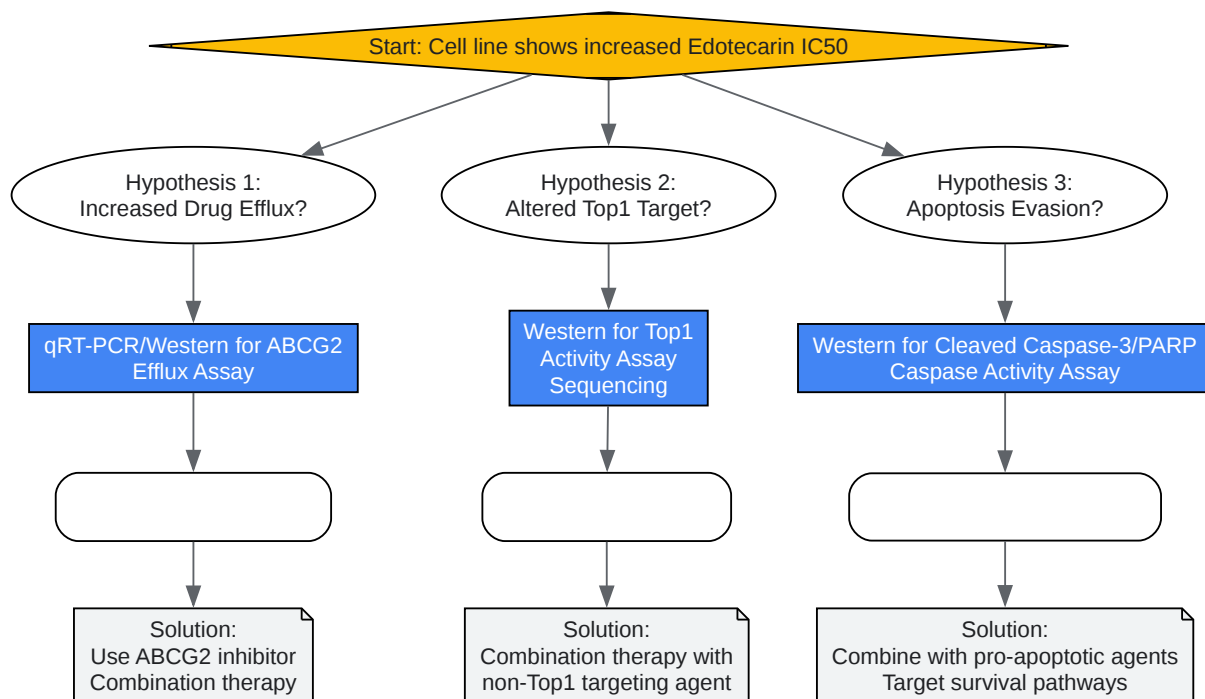 Start: Cell line shows increased Edotecarin IC50
Hypothesis 1:
Increased Drug Efflux?
Hypothesis 2:
Altered Top1 Target?
Hypothesis 3:
Apoptosis Evasion?
qRT-PCR/Western for ABCG2
Efflux Assay
Western for Top1
Activity Assay
Sequencing
Western for Cleaved Caspase-3/PARP
Caspase Activity Assay
Solution:
Use ABCG2 inhibitor
Combination therapy
Solution:
Combination therapy with
non-Top1 targeting agent
Solution:
Combine with pro-apoptotic agents
Target survival pathways